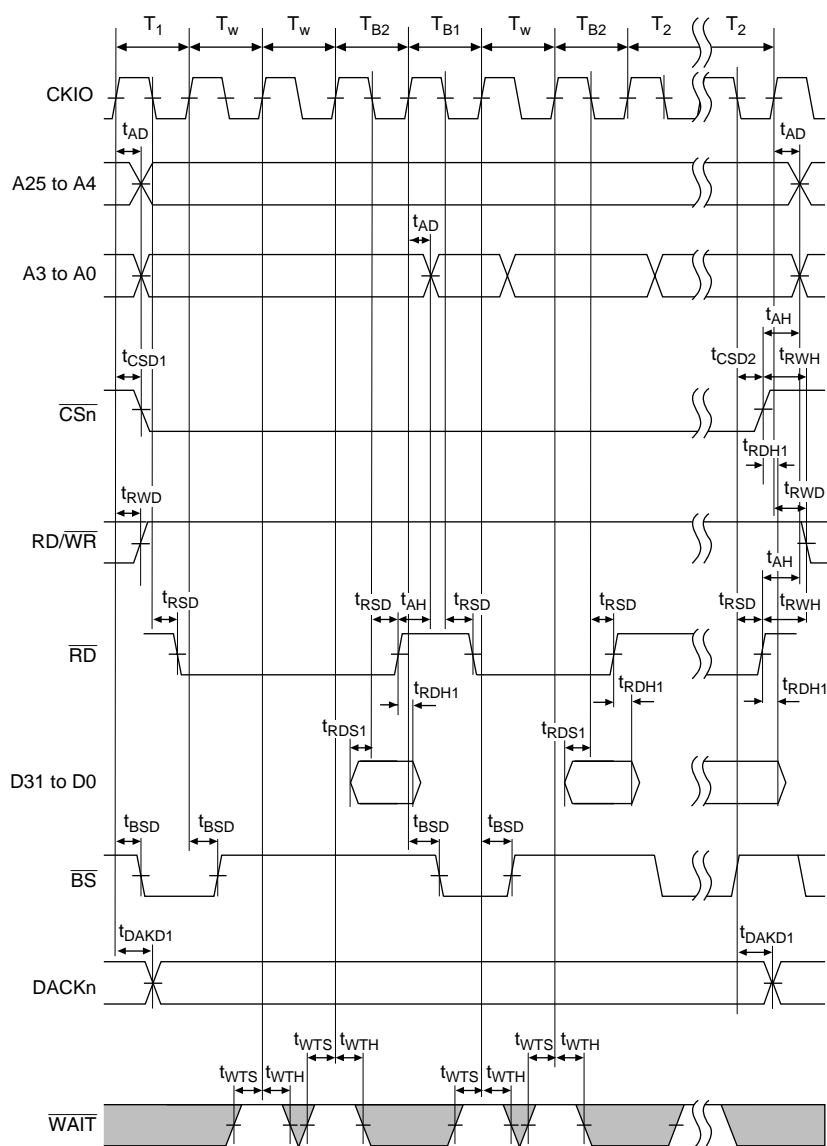 T1 Tw Tw TB2 TB1 Tw TB2 T2 T2
CKIO
tAD tAD
A25 to A4
tAD
A3 to A0
tAH
tCSD1 tCSD2 tRWH
CSn
tRDH1
tRWD tRWD
RD/WR
tAH
tRSD tRSD tAH tRSD tRSD tRSD tRWH
RD
tRDH1 tRDH1 tRDH1
tRDS1 tRDS1
D31 to D0
tBSD tBSD tBSD tBSD
BS
tDAKD1 tDAKD1
DACKn
tWTS tWTH tWTS tWTH
tWTS tWTH tWTS tWTH
WAIT